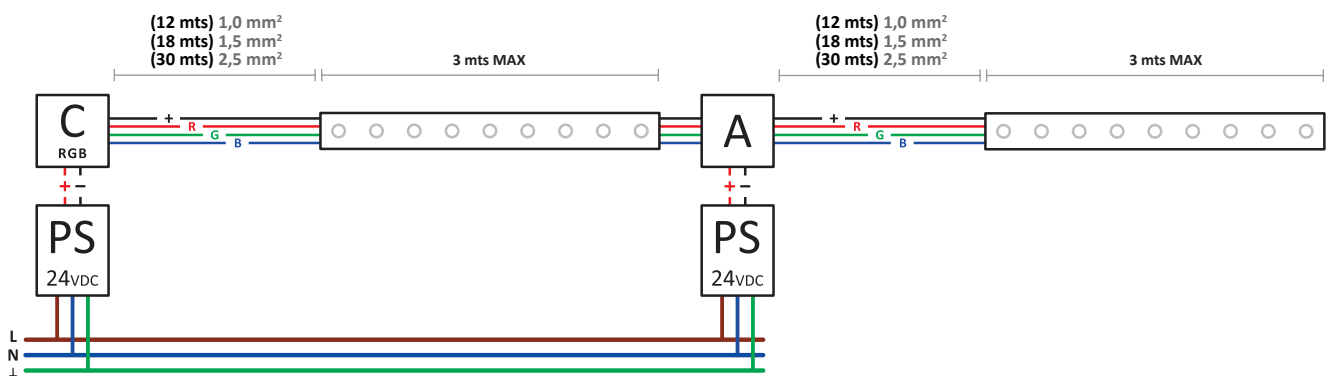 (12 mts) 1,0 mm²
(18 mts) 1,5 mm²
(30 mts) 2,5 mm²
3 mts MAX
(12 mts) 1,0 mm²
(18 mts) 1,5 mm²
(30 mts) 2,5 mm²
3 mts MAX
C
RGB
+
R
G
B
A
+
R
G
B
+ −
+ −
PS
24VDC
PS
24VDC
L
N
⊥